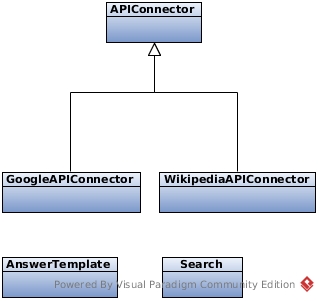 APIConnector
GoogleAPIConnector
WikipediaAPIConnector
AnswerTemplate
Search
Powered By Visual Paradigm Community Edition